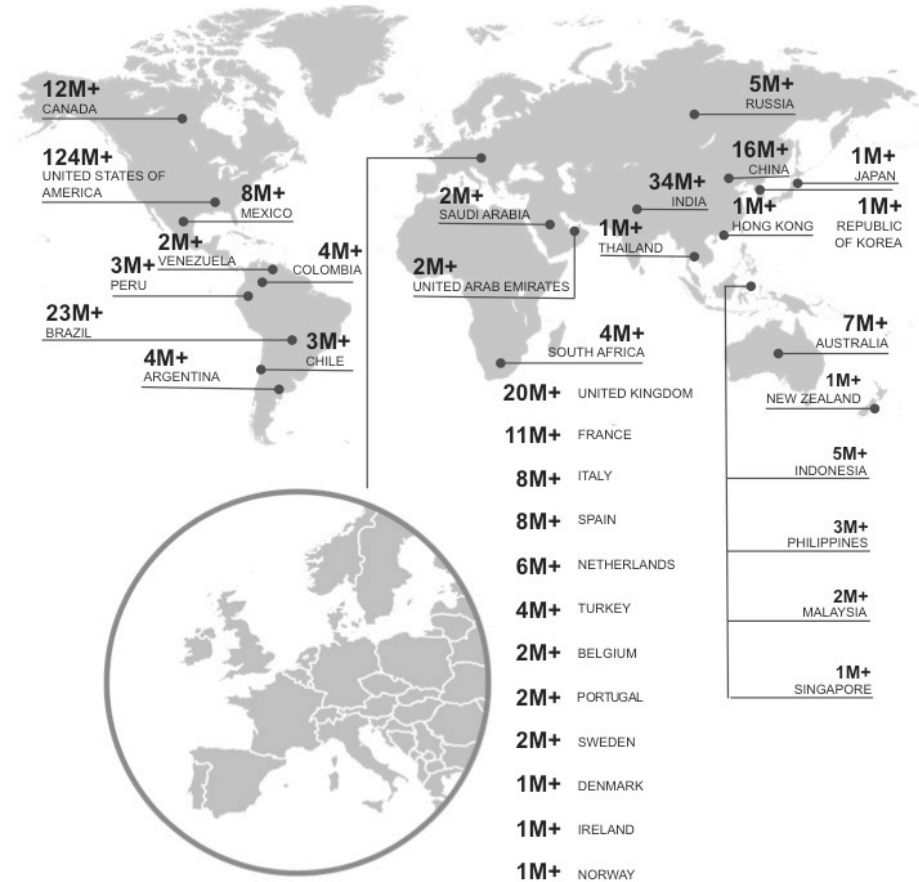 12M+
CANADA
124M+
UNITED STATES OF
AMERICA
8M+
MEXICO
2M+
VENEZUELA
4M+
COLOMBIA
3M+
PERU
23M+
BRAZIL
3M+
CHILE
4M+
ARGENTINA
5M+
RUSSIA
16M+
CHINA
1M+
JAPAN
34M+
INDIA
2M+
SAUDI ARABIA
1M+
HONG KONG
1M+
REPUBLIC
OF KOREA
1M+
THAILAND
2M+
UNITED ARAB EMIRATES
4M+
SOUTH AFRICA
7M+
AUSTRALIA
1M+
NEW ZEALAND
20M+ UNITED KINGDOM
11M+ FRANCE
8M+ ITALY
8M+ SPAIN
6M+ NETHERLANDS
4M+ TURKEY
2M+ BELGIUM
2M+ PORTUGAL
2M+ SWEDEN
1M+ DENMARK
1M+ IRELAND
1M+ NORWAY
5M+
INDONESIA
3M+
PHILIPPINES
2M+
MALAYSIA
1M+
SINGAPORE